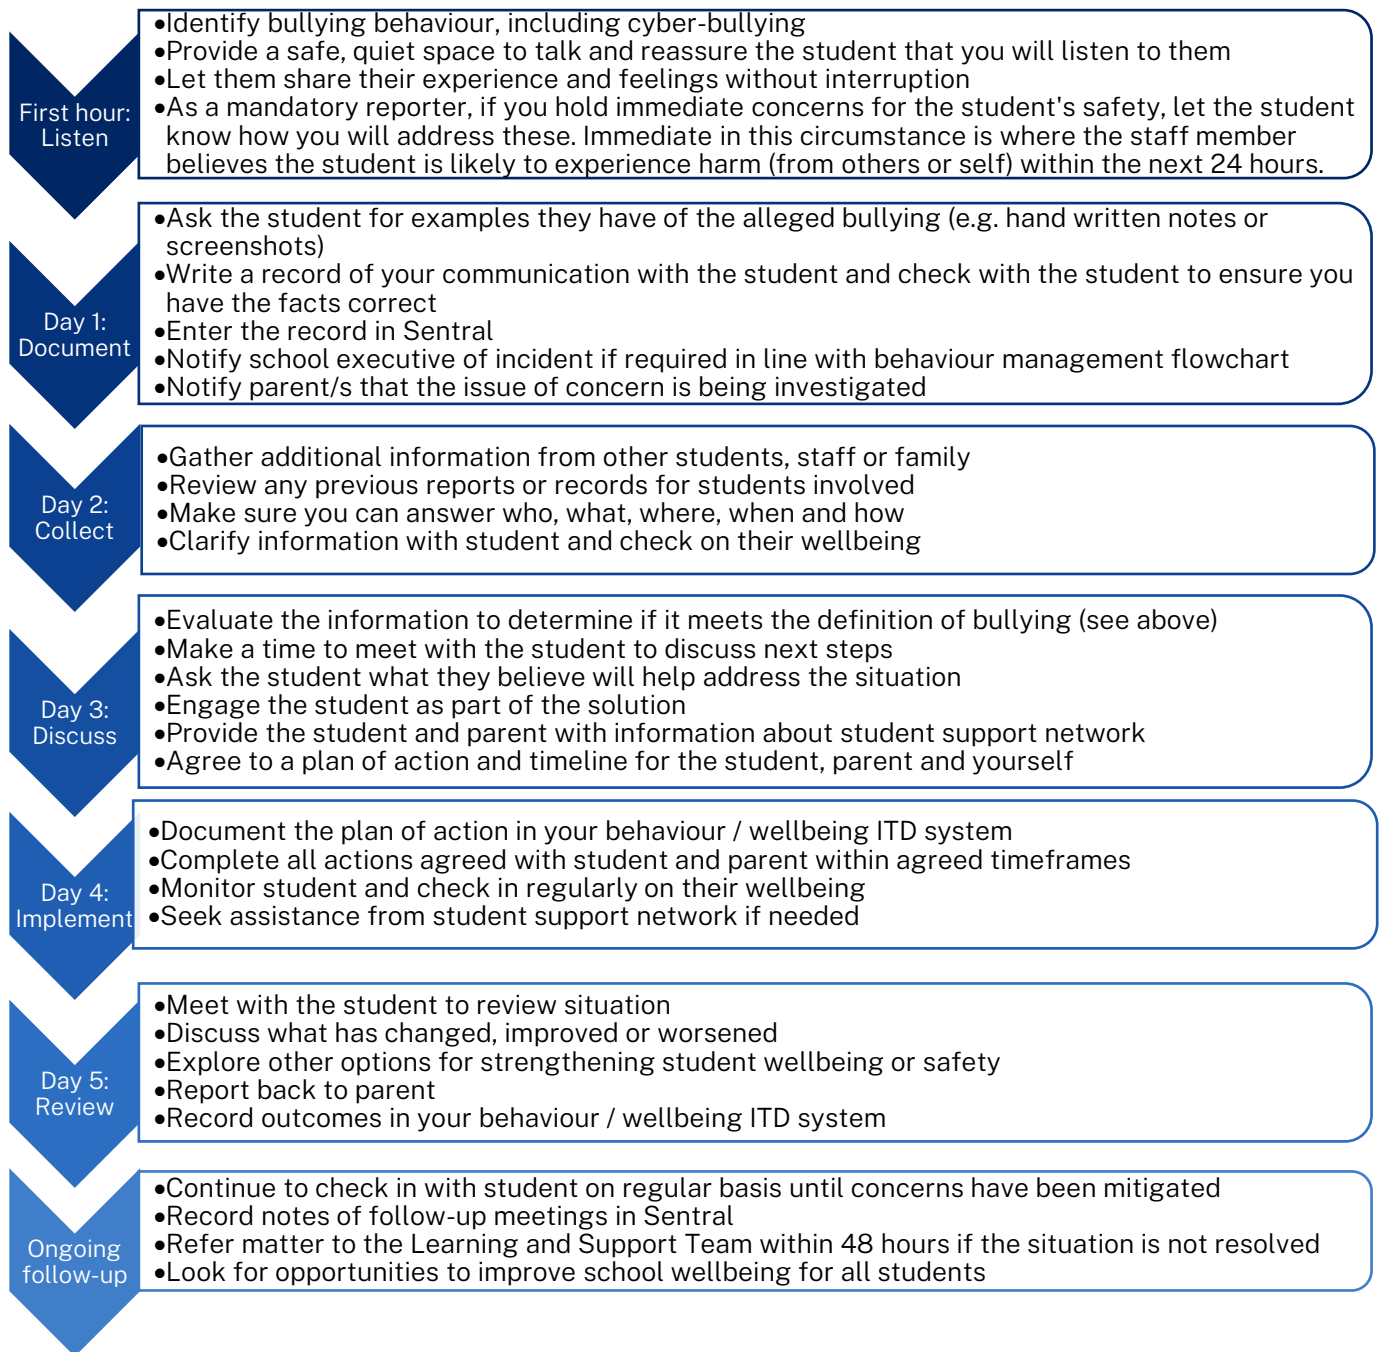 First hour:
Listen
•Identify bullying behaviour, including cyber-bullying
•Provide a safe, quiet space to talk and reassure the student that you will listen to them
•Let them share their experience and feelings without interruption
•As a mandatory reporter, if you hold immediate concerns for the student's safety, let the student
know how you will address these. Immediate in this circumstance is where the staff member
believes the student is likely to experience harm (from others or self) within the next 24 hours.
Day 1:
Document
•Ask the student for examples they have of the alleged bullying (e.g. hand written notes or
screenshots)
•Write a record of your communication with the student and check with the student to ensure you
have the facts correct
•Enter the record in Sentral
•Notify school executive of incident if required in line with behaviour management flowchart
•Notify parent/s that the issue of concern is being investigated
Day 2:
Collect
•Gather additional information from other students, staff or family
•Review any previous reports or records for students involved
•Make sure you can answer who, what, where, when and how
•Clarify information with student and check on their wellbeing
Day 3:
Discuss
•Evaluate the information to determine if it meets the definition of bullying (see above)
•Make a time to meet with the student to discuss next steps
•Ask the student what they believe will help address the situation
•Engage the student as part of the solution
•Provide the student and parent with information about student support network
•Agree to a plan of action and timeline for the student, parent and yourself
Day 4:
Implement
•Document the plan of action in your behaviour / wellbeing ITD system
•Complete all actions agreed with student and parent within agreed timeframes
•Monitor student and check in regularly on their wellbeing
•Seek assistance from student support network if needed
Day 5:
Review
•Meet with the student to review situation
•Discuss what has changed, improved or worsened
•Explore other options for strengthening student wellbeing or safety
•Report back to parent
•Record outcomes in your behaviour / wellbeing ITD system
Ongoing
follow-up
•Continue to check in with student on regular basis until concerns have been mitigated
•Record notes of follow-up meetings in Sentral
•Refer matter to the Learning and Support Team within 48 hours if the situation is not resolved
•Look for opportunities to improve school wellbeing for all students